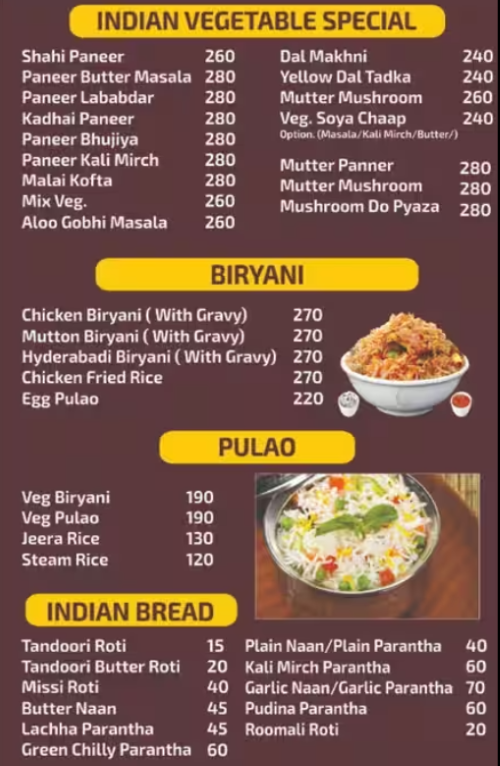 INDIAN VEGETABLE SPECIAL
Shahi Paneer 260
Paneer Butter Masala 280
Paneer Lababdar 280
Kadhai Paneer 280
Paneer Bhujiya 280
Paneer Kali Mirch 280
Malai Kofta 280
Mix Veg. 260
Aloo Gobhi Masala 260
Dal Makhni 240
Yellow Dal Tadka 240
Mutter Mushroom 260
Veg. Soya Chaap 240
Option. (Masala/Kali Mirch/Butter/)
Mutter Panner 280
Mutter Mushroom 280
Mushroom Do Pyaza 280
BIRYANI
Chicken Biryani ( With Gravy) 270
Mutton Biryani ( With Gravy) 270
Hyderabadi Biryani ( With Gravy) 270
Chicken Fried Rice 270
Egg Pulao 220
PULAO
Veg Biryani 190
Veg Pulao 190
Jeera Rice 130
Steam Rice 120
INDIAN BREAD
Tandoori Roti 15
Tandoori Butter Roti 20
Missi Roti 40
Butter Naan 45
Lachha Parantha 45
Green Chilly Parantha 60
Plain Naan/Plain Parantha 40
Kali Mirch Parantha 60
Garlic Naan/Garlic Parantha 70
Pudina Parantha 60
Roomali Roti 20